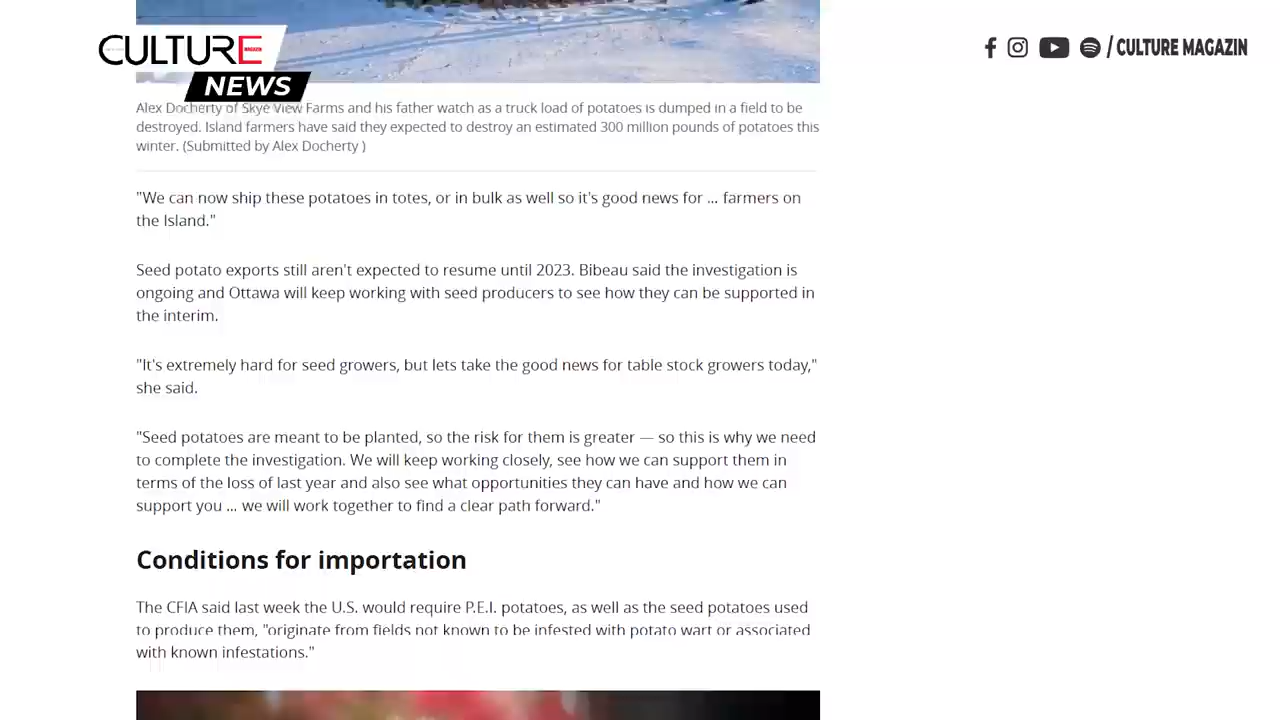 CULTURE
NEWS
/ CULTURE MAGAZIN
Alex Docherty of Skye View Farms and his father watch as a truck load of potatoes is dumped in a field to be
destroyed. Island farmers have said they expected to destroy an estimated 300 million pounds of potatoes this
winter. (Submitted by Alex Docherty )
"We can now ship these potatoes in totes, or in bulk as well so it's good news for ... farmers on
the Island."
Seed potato exports still aren't expected to resume until 2023. Bibeau said the investigation is
ongoing and Ottawa will keep working with seed producers to see how they can be supported in
the interim.
"It's extremely hard for seed growers, but lets take the good news for table stock growers today,"
she said.
"Seed potatoes are meant to be planted, so the risk for them is greater — so this is why we need
to complete the investigation. We will keep working closely, see how we can support them in
terms of the loss of last year and also see what opportunities they can have and how we can
support you ... we will work together to find a clear path forward."
Conditions for importation
The CFIA said last week the U.S. would require P.E.I. potatoes, as well as the seed potatoes used
to produce them, "originate from fields not known to be infested with potato wart or associated
with known infestations."